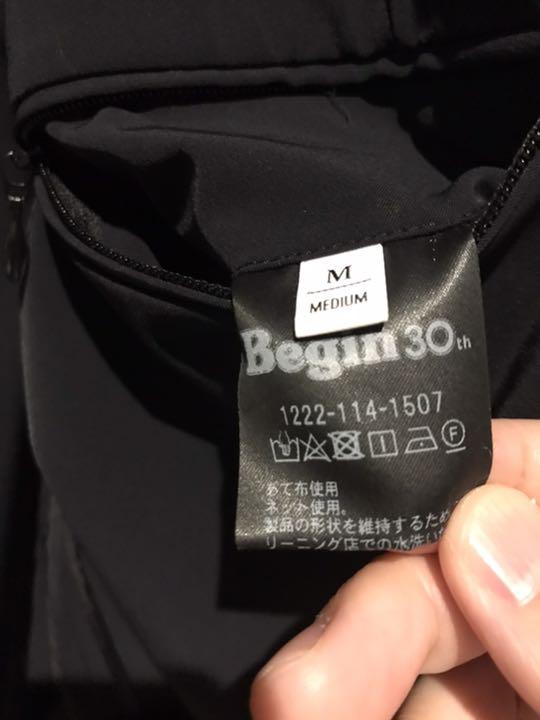 M
MEDIUM
Begin 30th
1222-114-1507
F
あて布使用
ネット使用。
製品の形状を維持するため
リーニング店での水洗い